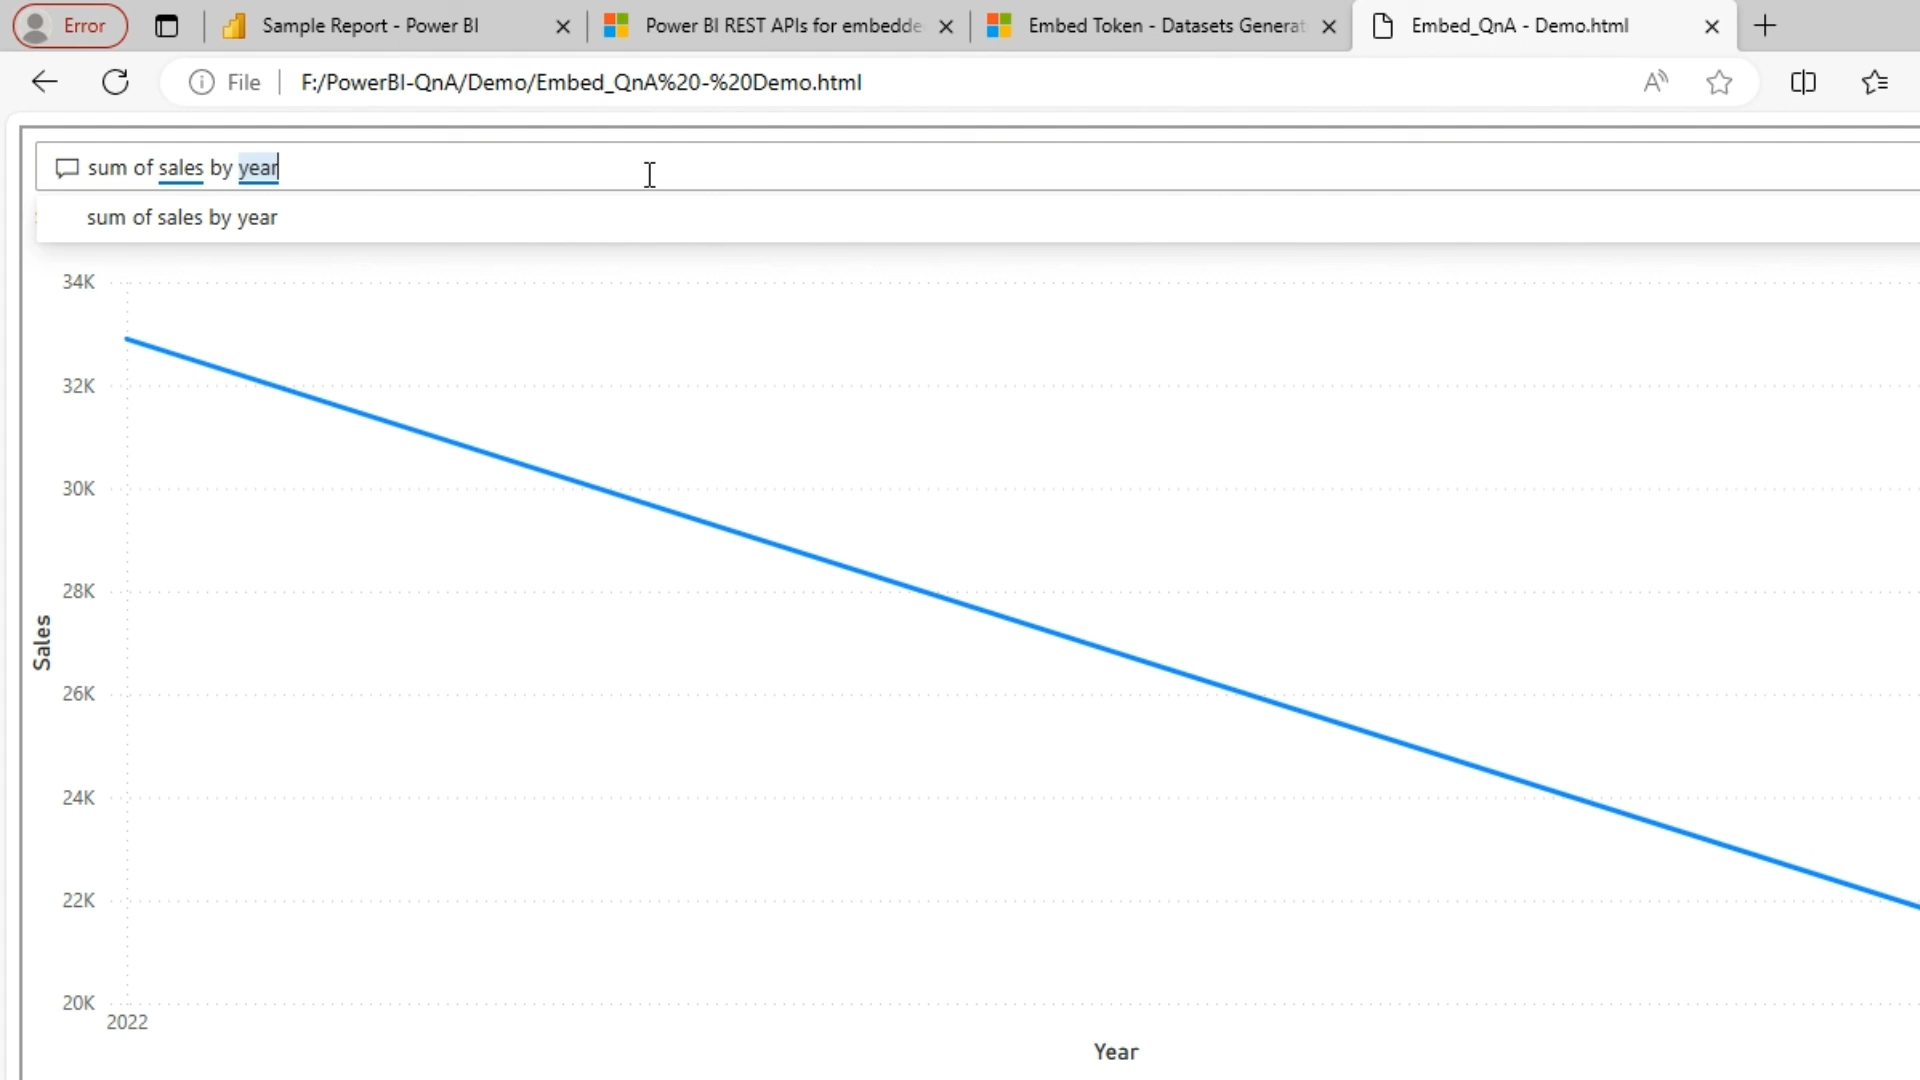 Error
Sample Report - Power BI
Power BI REST APIs for embedde
Embed Token - Datasets Generat
Embed_QnA - Demo.html
File
F:/PowerBI-QnA/Demo/Embed_QnA%20-%20Demo.html
sum of sales by year
sum of sales by year
34K
32K
30K
28K
26K
24K
22K
20K
Sales
2022
Year